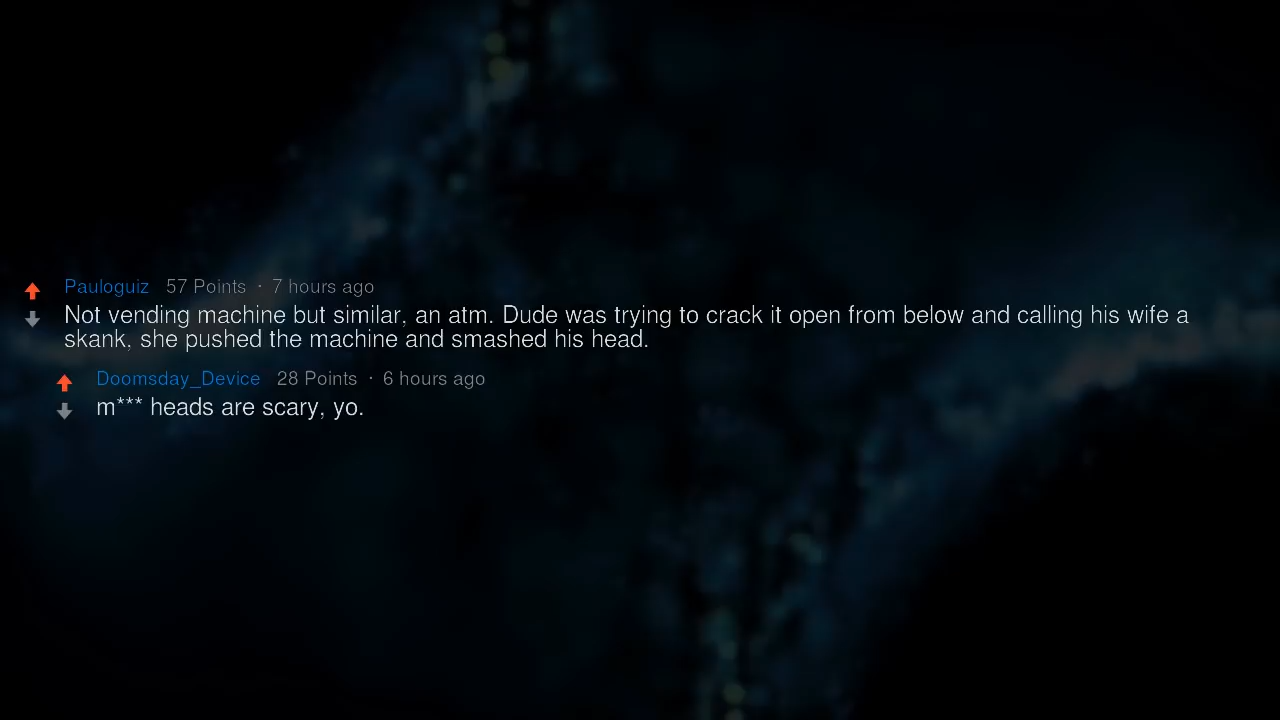 Pauloguiz 57 Points · 7 hours ago
Not vending machine but similar, an atm. Dude was trying to crack it open from below and calling his wife a
skank, she pushed the machine and smashed his head.
Doomsday_Device 28 Points · 6 hours ago
m*** heads are scary, yo.